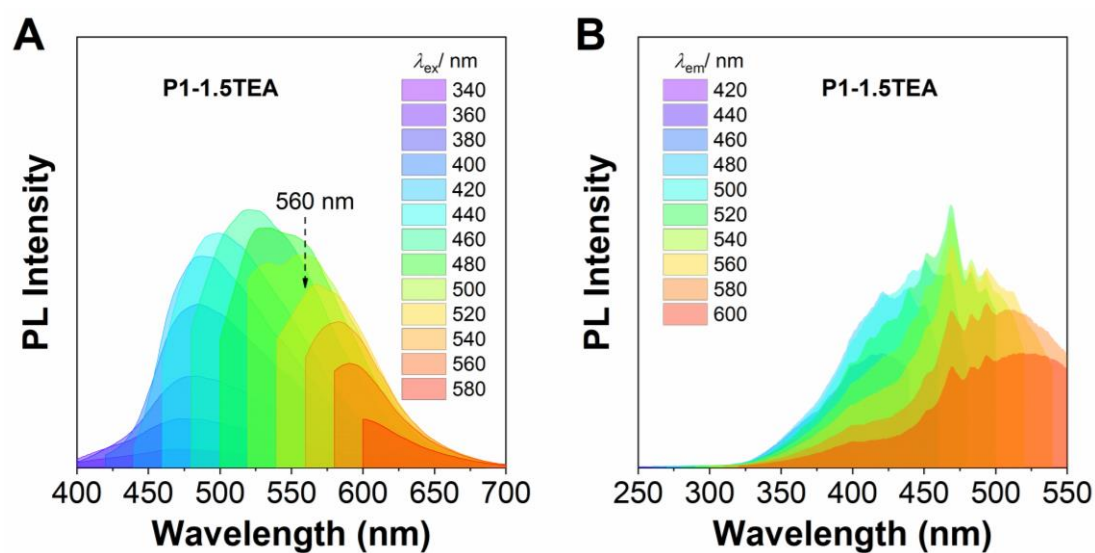 A
P1-1.5TEA
λex/ nm
340
360
380
400
420
440
460
480
500
520
540
560
580
560 nm
PL Intensity
400 450 500 550 600 650 700
Wavelength (nm)
B
λem/ nm
P1-1.5TEA
420
440
460
480
500
520
540
560
580
600
PL Intensity
250 300 350 400 450 500 550
Wavelength (nm)